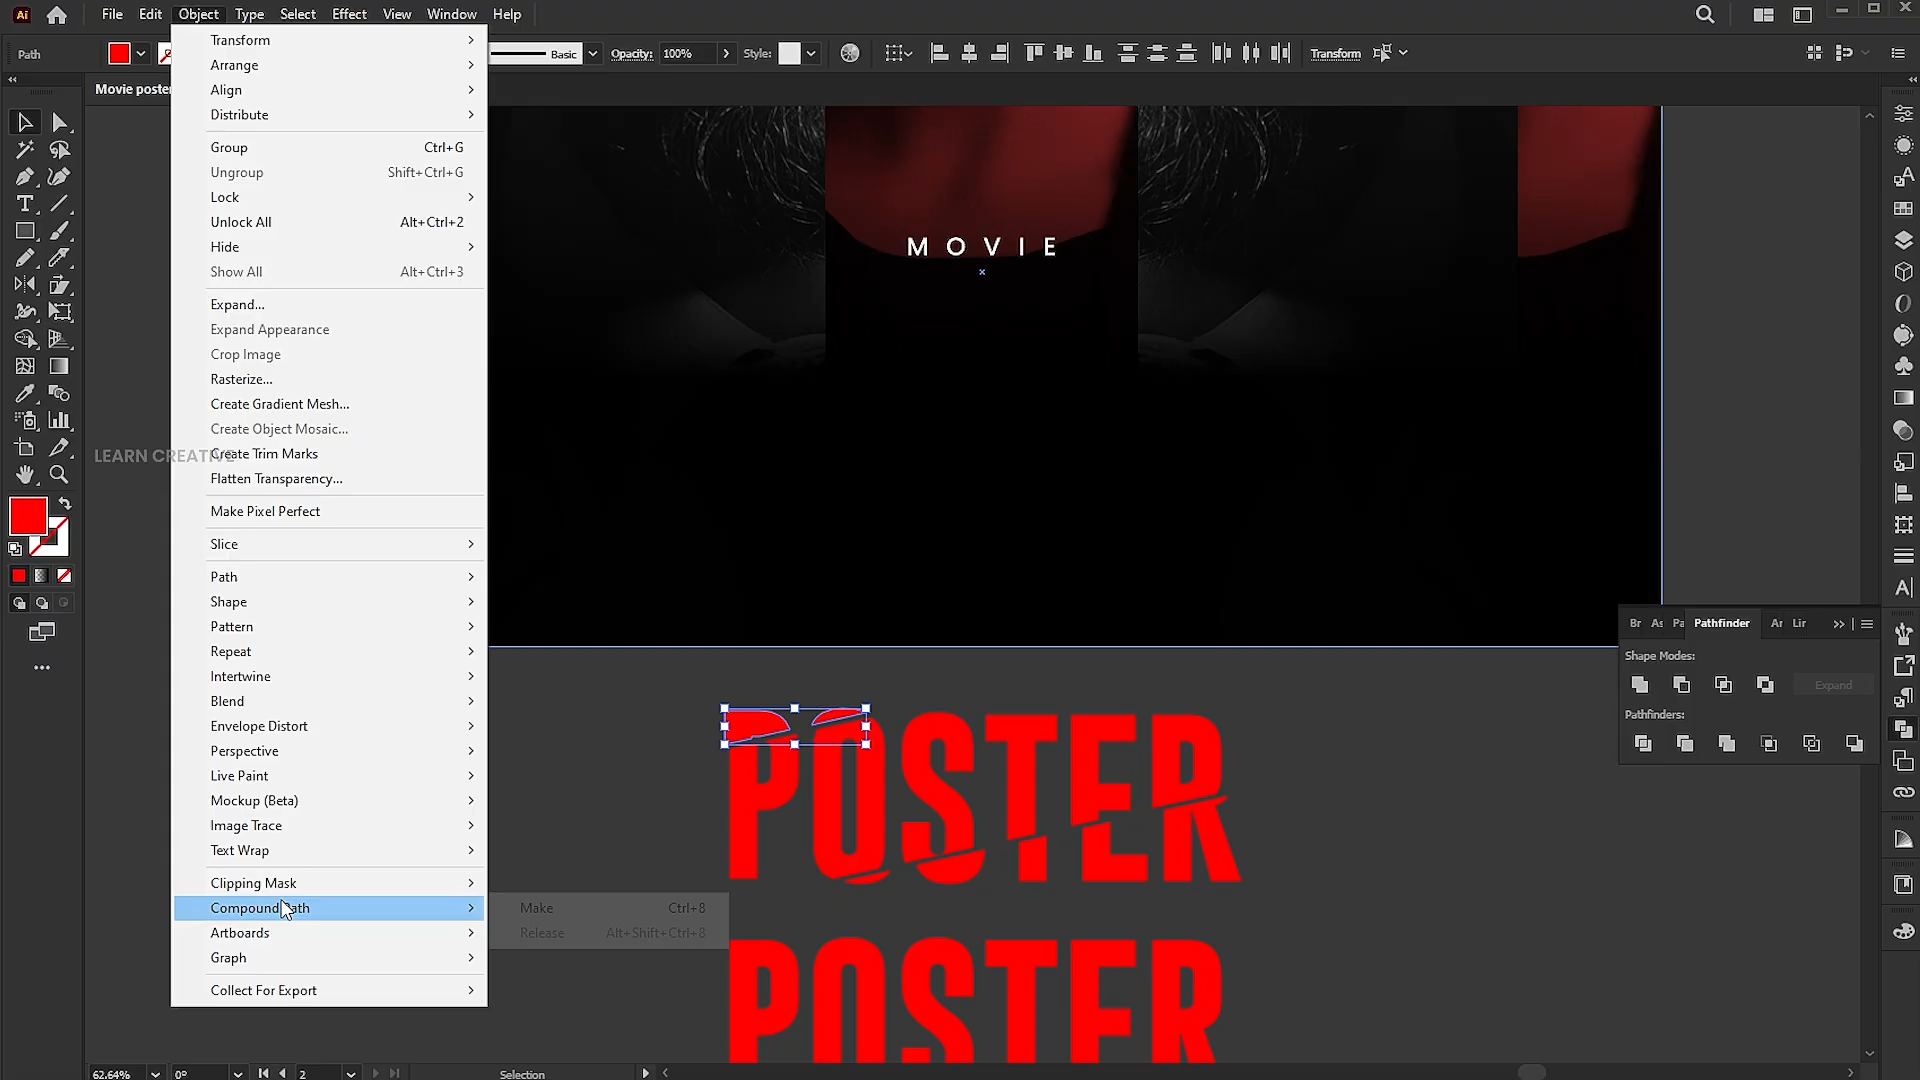 Ai File Edit Object Type Select Effect View Window Help
Path Basic Opacity: 100% Style: Transform
Movie poster
Transform
Arrange
Align
Distribute
Group Ctrl+G
Ungroup Shift+Ctrl+G
Lock
Unlock All Alt+Ctrl+2
Hide
Show All Alt+Ctrl+3
Expand...
Expand Appearance
Crop Image
Rasterize...
Create Gradient Mesh...
Create Object Mosaic...
Create Trim Marks
Flatten Transparency...
Make Pixel Perfect
Slice
Path
Shape
Pattern
Repeat
Intertwine
Blend
Envelope Distort
Perspective
Live Paint
Mockup (Beta)
Image Trace
Text Wrap
Clipping Mask
Compound Path
Artboards
Graph
Collect For Export
Make Ctrl+8
Release Alt+Shift+Ctrl+8
LEARN CREATIVE
MOVIE
Br As Pa Pathfinder Ar Lir
Shape Modes:
Expand
Pathfinders:
POSTER
POSTER
62.64% 0° 2 Selection